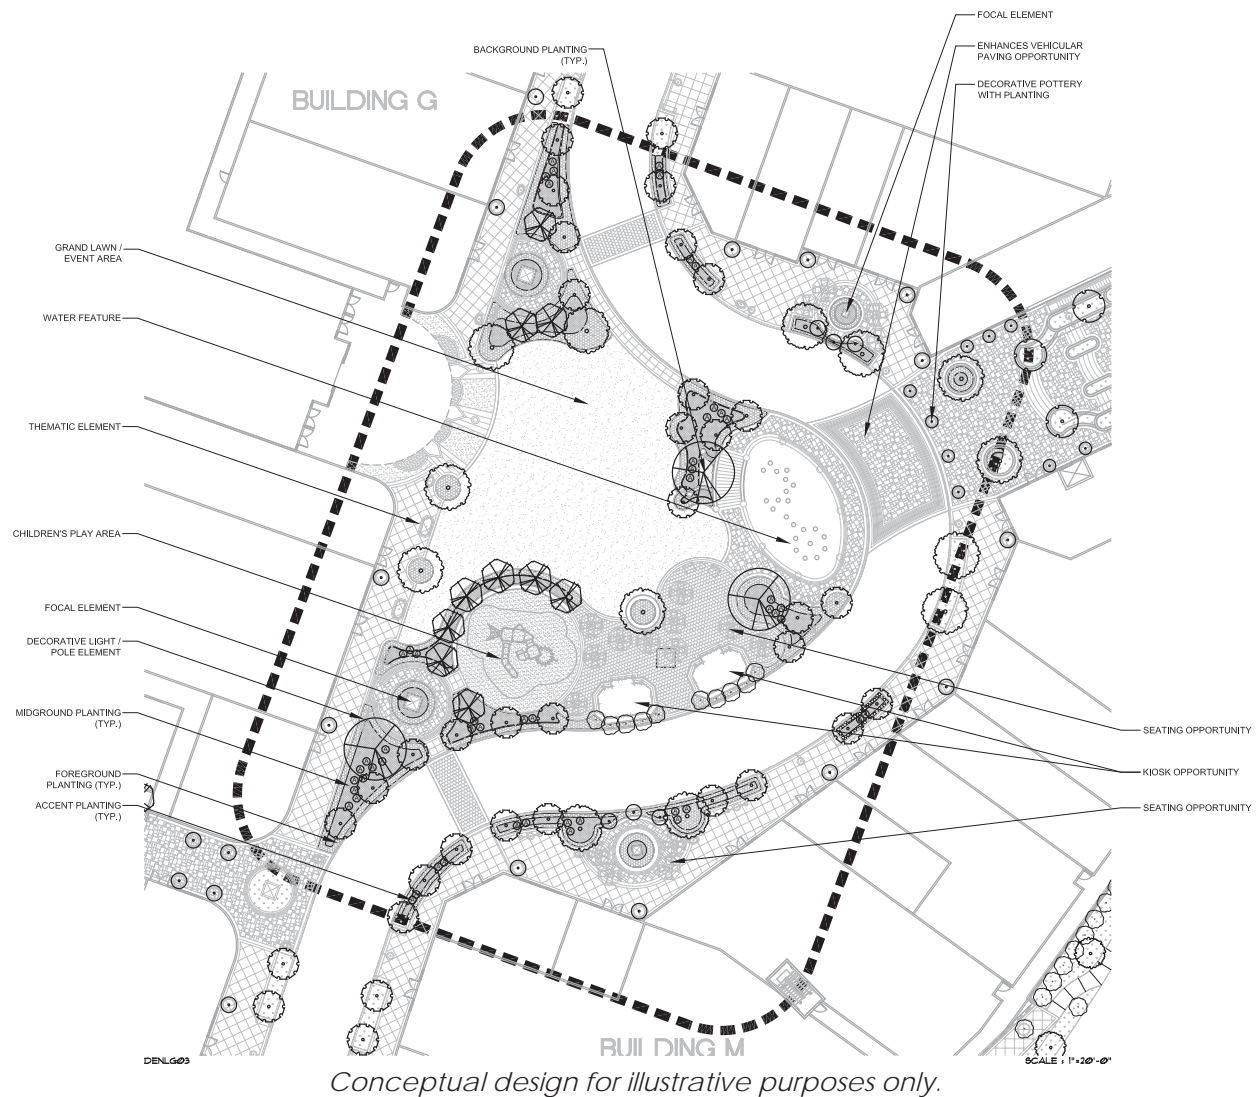 FOCAL ELEMENT
BACKGROUND PLANTING
(TYP.)
ENHANCES VEHICULAR
PAVING OPPORTUNITY
DECORATIVE POTTERY
WITH PLANTING
BUILDING G
GRAND LAWN /
EVENT AREA
WATER FEATURE
THEMATIC ELEMENT
CHILDREN'S PLAY AREA
FOCAL ELEMENT
DECORATIVE LIGHT /
POLE ELEMENT
MIDGROUND PLANTING
(TYP.)
FOREGROUND
PLANTING (TYP.)
ACCENT PLANTING
(TYP.)
SEATING OPPORTUNITY
KIOSK OPPORTUNITY
SEATING OPPORTUNITY
BUILDING M
DENLG03
SCALE : 1"=20'-0"
Conceptual design for illustrative purposes only.